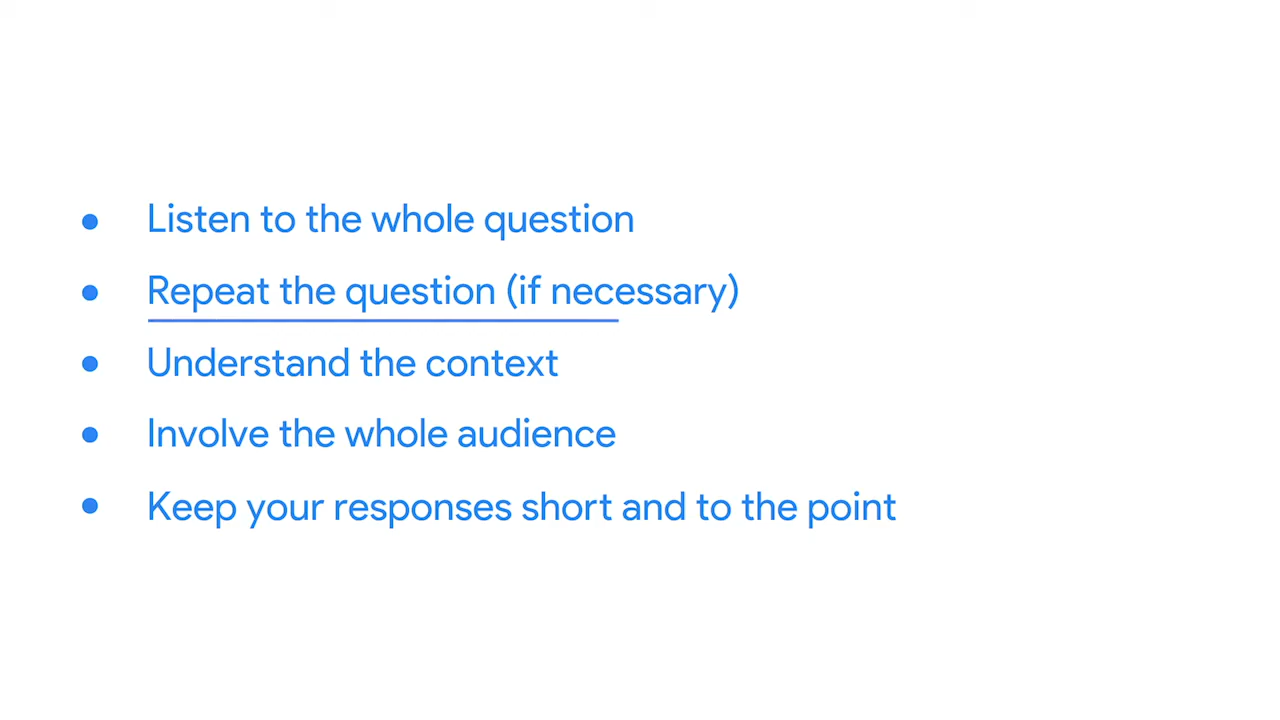 • Listen to the whole question
• Repeat the question (if necessary)
• Understand the context
• Involve the whole audience
• Keep your responses short and to the point